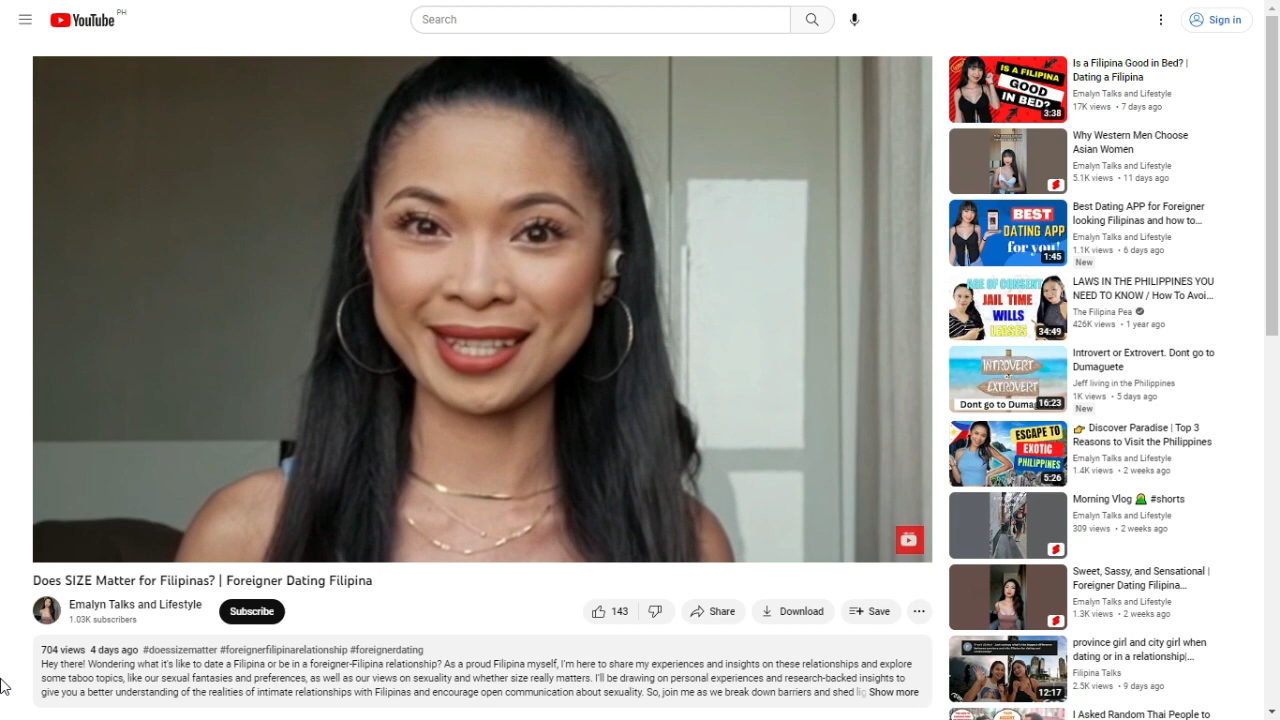 YouTube PH
Search
Sign in
Does SIZE Matter for Filipinas? | Foreigner Dating Filipina
Emalyn Talks and Lifestyle
1.03K subscribers
Subscribe
143
Share
Download
Save
704 views 4 days ago #doessizematter #foreignerfilipinarelationship #foreignerdating
Hey there! Wondering what it's like to date a Filipina or be in a foreigner-Filipina relationship? As a proud Filipina myself, I'm here to share my experiences and insights on these relationships and explore
some taboo topics, like our sexual fantasies and preferences, as well as our views on sexuality and whether size really matters. I'll be drawing on personal experiences and research-backed insights to
give you a better understanding of the realities of intimate relationships with Filipinas and encourage open communication about sexuality. So, join me as we break down barriers and shed lig Show more
IS A FILIPINA
GOOD
IN BED?
3:38
Is a Filipina Good in Bed? |
Dating a Filipina
Emalyn Talks and Lifestyle
17K views • 7 days ago
Why Western Men Choose
Asian Women
Emalyn Talks and Lifestyle
5.1K views • 11 days ago
BEST
DATING APP
for you!
1:45
Best Dating APP for Foreigner
looking Filipinas and how to...
Emalyn Talks and Lifestyle
1.1K views • 6 days ago
New
AGE OF CONSENT
JAIL TIME
WILLS
LEASES
34:49
LAWS IN THE PHILIPPINES YOU
NEED TO KNOW / How To Avoi...
The Filipina Pea
426K views • 1 year ago
INTROVERT
or
EXTROVERT
Dont go to Dumag
16:23
Introvert or Extrovert. Dont go to
Dumaguete
Jeff living in the Philippines
1K views • 5 days ago
New
ESCAPE TO
EXOTIC
PHILIPPINES
5:26
👉 Discover Paradise | Top 3
Reasons to Visit the Philippines
Emalyn Talks and Lifestyle
1.4K views • 2 weeks ago
Morning Vlog #shorts
Emalyn Talks and Lifestyle
309 views • 2 weeks ago
Sweet, Sassy, and Sensational |
Foreigner Dating Filipina...
Emalyn Talks and Lifestyle
1.3K views • 2 weeks ago
12:17
province girl and city girl when
dating or in a relationship|...
Filipina Talks
2.5K views • 9 days ago
I Asked Random Thai People to